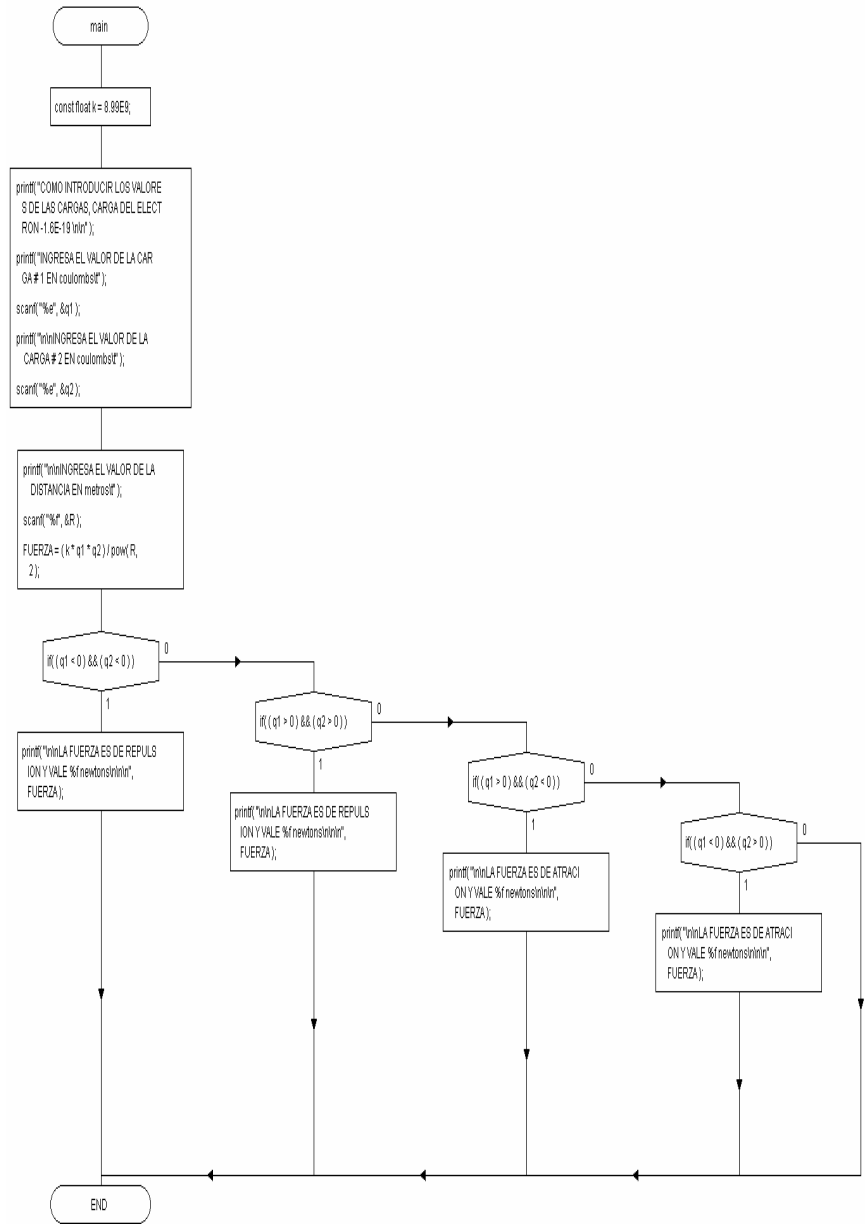 main
const float k = 8.99E9;
printf( "COMO INTRODUCIR LOS VALORE
S DE LAS CARGAS, CARGA DEL ELECT
RON -1.6E-19 \n\n" );
printf( "INGRESA EL VALOR DE LA CAR
GA # 1 EN coulombs\t" );
scanf( "%e", &q1 );
printf( "\n\nINGRESA EL VALOR DE LA
CARGA # 2 EN coulombs\t" );
scanf( "%e", &q2 );
printf( "\n\nINGRESA EL VALOR DE LA
DISTANCIA EN metros\t" );
scanf( "%f", &R );
FUERZA = ( k * q1 * q2 ) / pow( R,
2 );
if( ( q1 < 0 ) && ( q2 < 0 ) )
0
1
printf( "\n\nLA FUERZA ES DE REPULS
ION Y VALE %f newtons\n\n\n",
FUERZA );
if( ( q1 > 0 ) && ( q2 > 0 ) )
0
1
printf( "\n\nLA FUERZA ES DE REPULS
ION Y VALE %f newtons\n\n\n",
FUERZA );
if( ( q1 > 0 ) && ( q2 < 0 ) )
0
1
printf( "\n\nLA FUERZA ES DE ATRACI
ON Y VALE %f newtons\n\n\n",
FUERZA );
if( ( q1 < 0 ) && ( q2 > 0 ) )
0
1
printf( "\n\nLA FUERZA ES DE ATRACI
ON Y VALE %f newtons\n\n\n",
FUERZA );
END